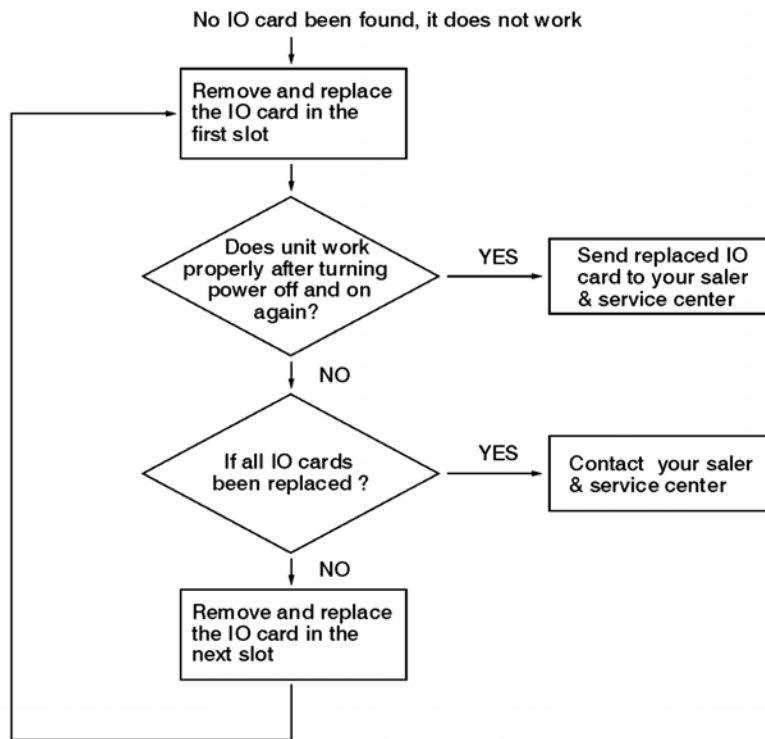 No IO card been found, it does not work
Remove and replace
the IO card in the
first slot
Does unit work
properly after turning
power off and on
again?
YES
Send replaced IO
card to your saler
& service center
NO
If all IO cards
been replaced ?
YES
Contact your saler
& service center
NO
Remove and replace
the IO card in the
next slot